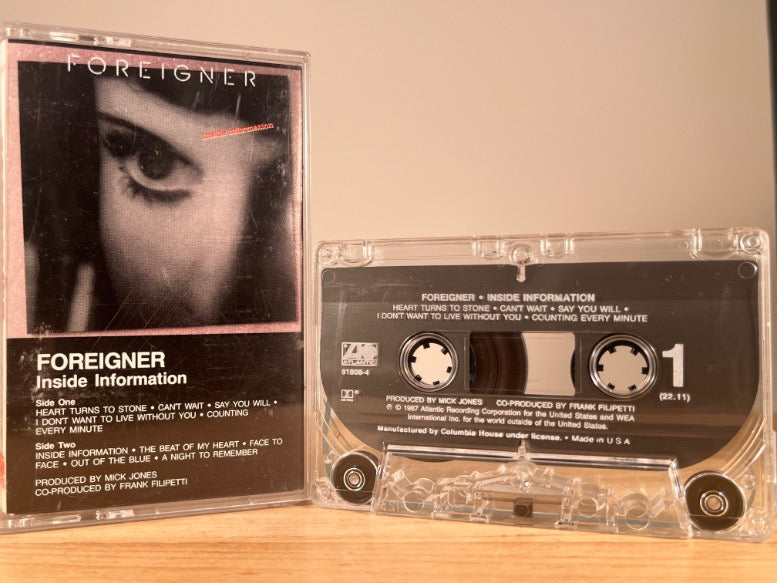 FOREIGNER
inside information
FOREIGNER
Inside Information
Side One
HEART TURNS TO STONE • CAN'T WAIT • SAY YOU WILL •
I DON'T WANT TO LIVE WITHOUT YOU • COUNTING
EVERY MINUTE
Side Two
INSIDE INFORMATION • THE BEAT OF MY HEART • FACE TO
FACE • OUT OF THE BLUE • A NIGHT TO REMEMBER
PRODUCED BY MICK JONES
CO-PRODUCED BY FRANK FILIPETTI
FOREIGNER • INSIDE INFORMATION
HEART TURNS TO STONE • CAN'T WAIT • SAY YOU WILL •
I DON'T WANT TO LIVE WITHOUT YOU • COUNTING EVERY MINUTE
ATLANTIC
81808-4
1
(22.11)
PRODUCED BY MICK JONES CO-PRODUCED BY FRANK FILIPETTI
℗ © 1987 Atlantic Recording Corporation for the United States and WEA
International Inc. for the world outside of the United States.
Manufactured by Columbia House under license. • Made in U S A